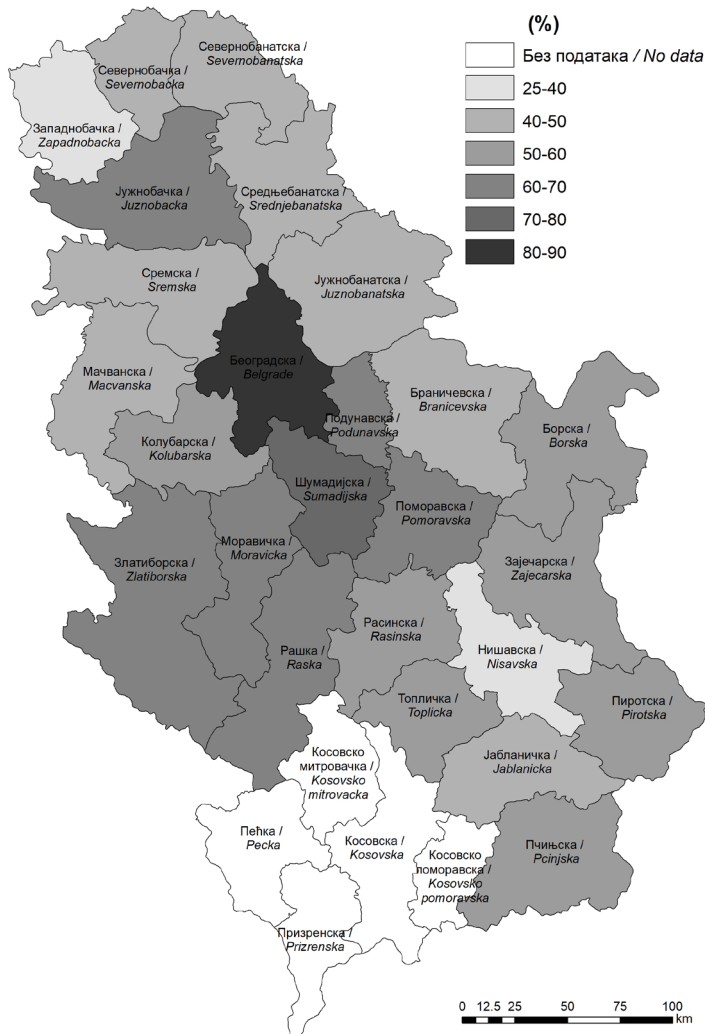 (%)
Без података / No data
25-40
40-50
50-60
60-70
70-80
80-90
Севернобанатска /
Severnobanatska
Севернобачка /
Severnobacka
Западнобачка /
Zapadnobacka
Јужнобачка /
Juznobacka
Средњебанатска /
Srednjebanatska
Сремска /
Sremska
Јужнобанатска /
Juznobanatska
Београдска /
Belgrade
Мачванска /
Macvanska
Браничевска /
Branicevska
Подунавска /
Podunavska
Борска /
Borska
Колубарска /
Kolubarska
Шумадијска /
Sumadijska
Поморавска /
Pomoravska
Моравичка /
Moravicka
Златиборска /
Zlatiborska
Зајечарска /
Zajecarska
Расинска /
Rasinska
Рашка /
Raska
Нишавска /
Nisavska
Топличка /
Toplicka
Пиротска /
Pirotska
Јабланичка /
Jablanicka
Косовско
митровачка /
Kosovsko
mitrovacka
Пећка /
Pecka
Косовска /
Kosovska
Косовско
поморавска /
Kosovsko
pomoravska
Пчињска /
Pcinjska
Призренска /
Prizrenska
0 12.5 25 50 75 100
km